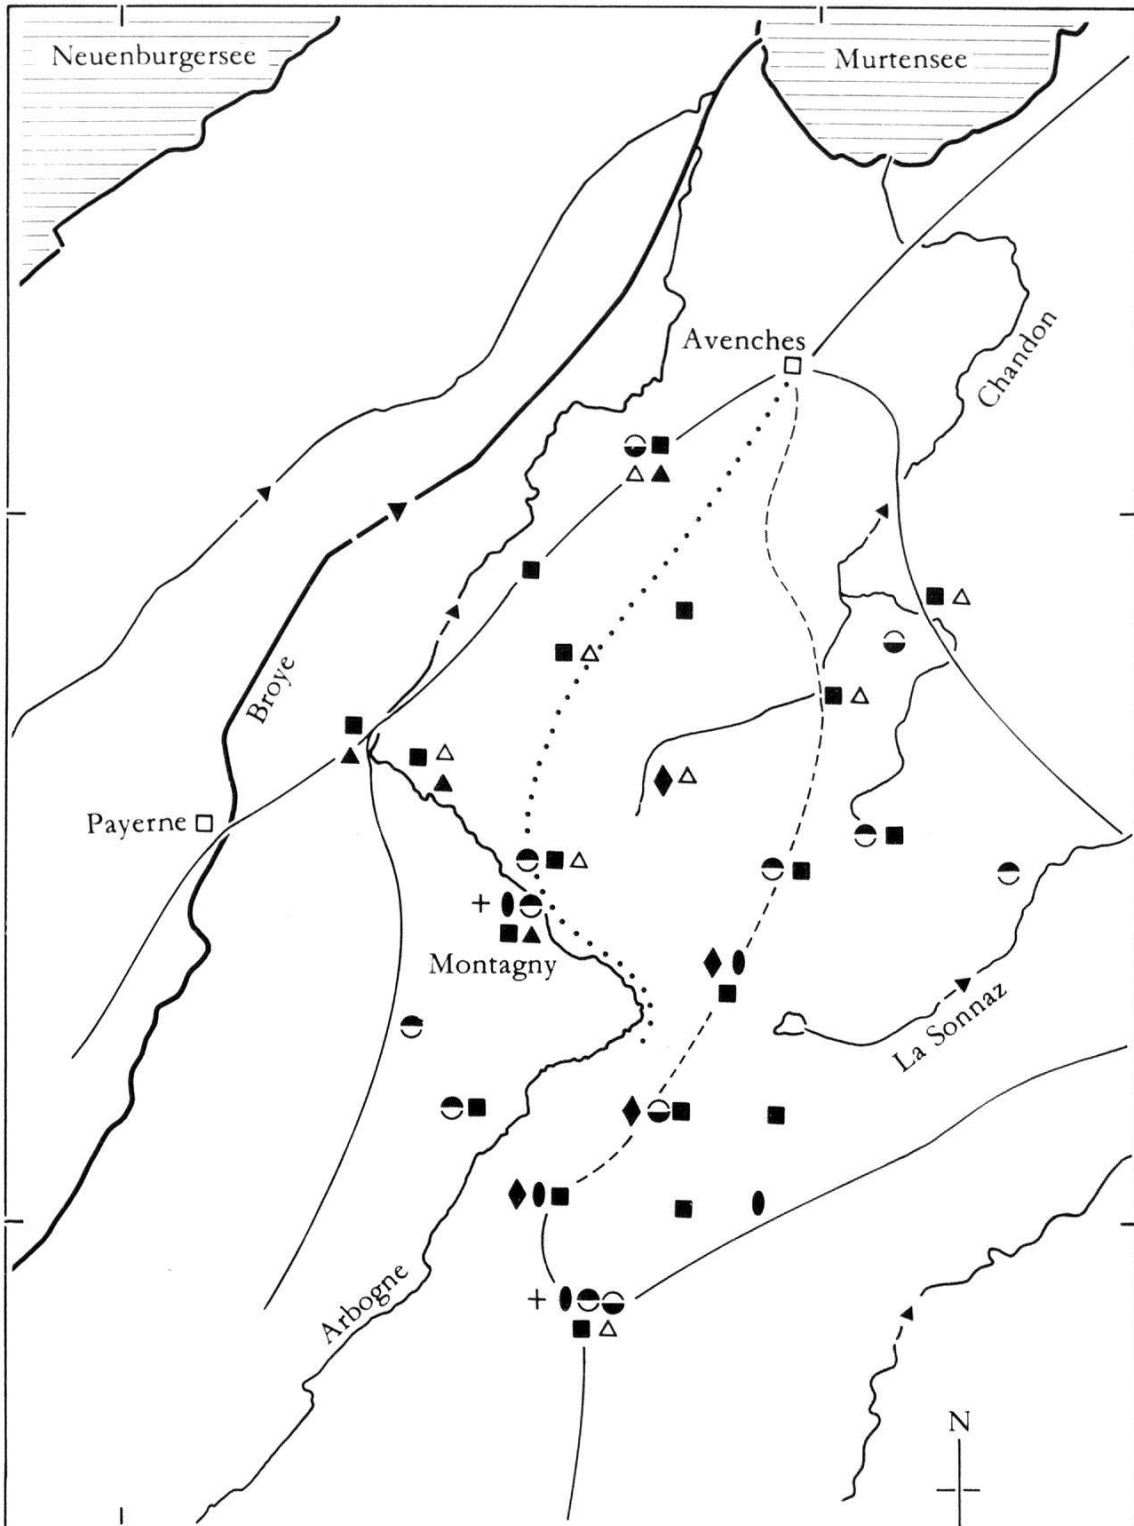 Neuenburgersee
Murtensee
Avenches
Chandon
Broye
Payerne
Montagny
La Sonnaz
Arbogne
N